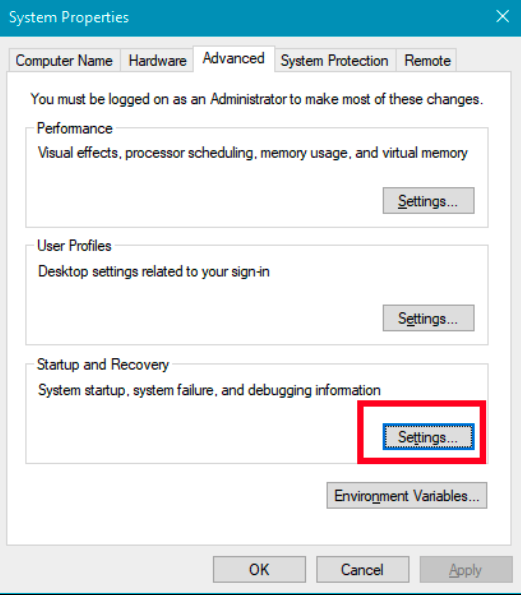 System Properties
Computer Name Hardware Advanced System Protection Remote
You must be logged on as an Administrator to make most of these changes.
Performance
Visual effects, processor scheduling, memory usage, and virtual memory
Settings...
User Profiles
Desktop settings related to your sign-in
Settings...
Startup and Recovery
System startup, system failure, and debugging information
Settings...
Environment Variables...
OK Cancel Apply